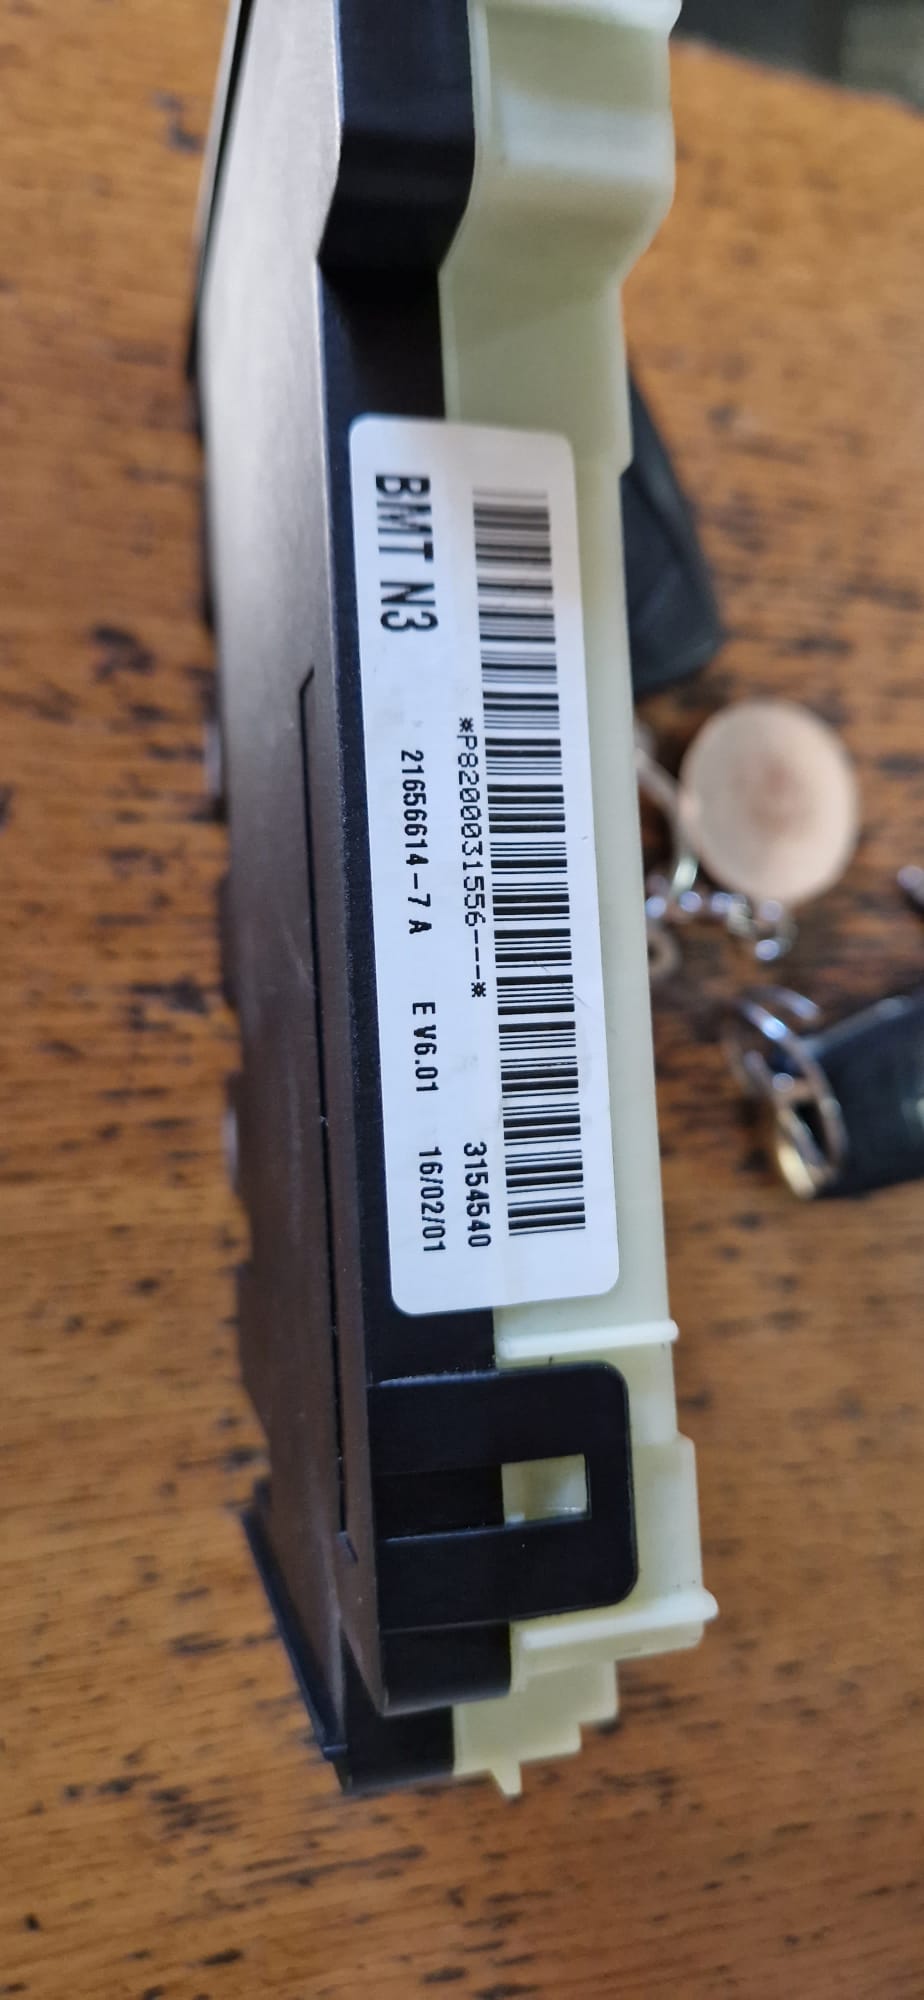 *P8200031556---* 3154540
BMT N3 21656614-7 A E V6.01 16/02/01